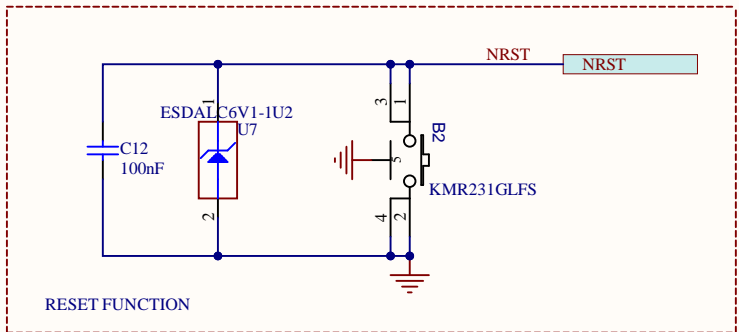 NRST
NRST
1
ESDALC6V1-1U2
U7
3
1
B2
C12
100nF
5
KMR231GLFS
2
4
2
RESET FUNCTION